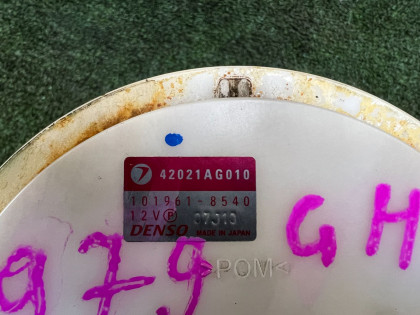 42021AG010
101961-8540
12V Ⓟ 07J10
DENSO MADE IN JAPAN
979 GH
>POM<